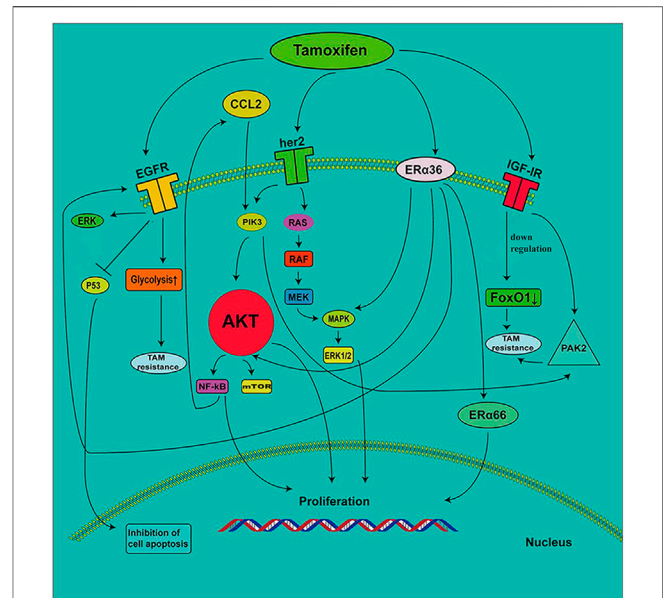 Tamoxifen
CCL2
her2
EGFR
ERα36
IGF-IR
ERK
PIK3
RAS
down
regulation
RAF
P53
Glycolysis↑
MEK
FoxO1↓
AKT
MAPK
TAM
resistance
PAK2
ERK1/2
TAM
resistance
NF-kB
mTOR
ERα66
Proliferation
Inhibition of
cell apoptosis
Nucleus